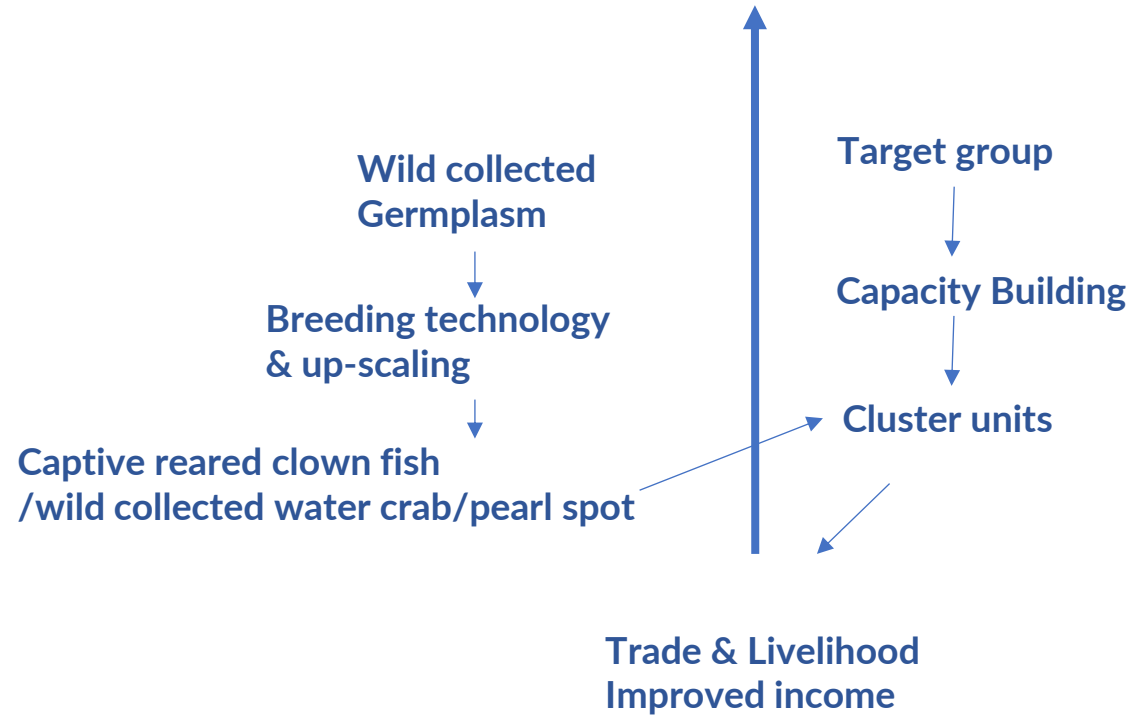 Wild collected
Germplasm
Breeding technology
& up-scaling
Captive reared clown fish
/wild collected water crab/pearl spot
Target group
Capacity Building
Cluster units
Trade & Livelihood
Improved income